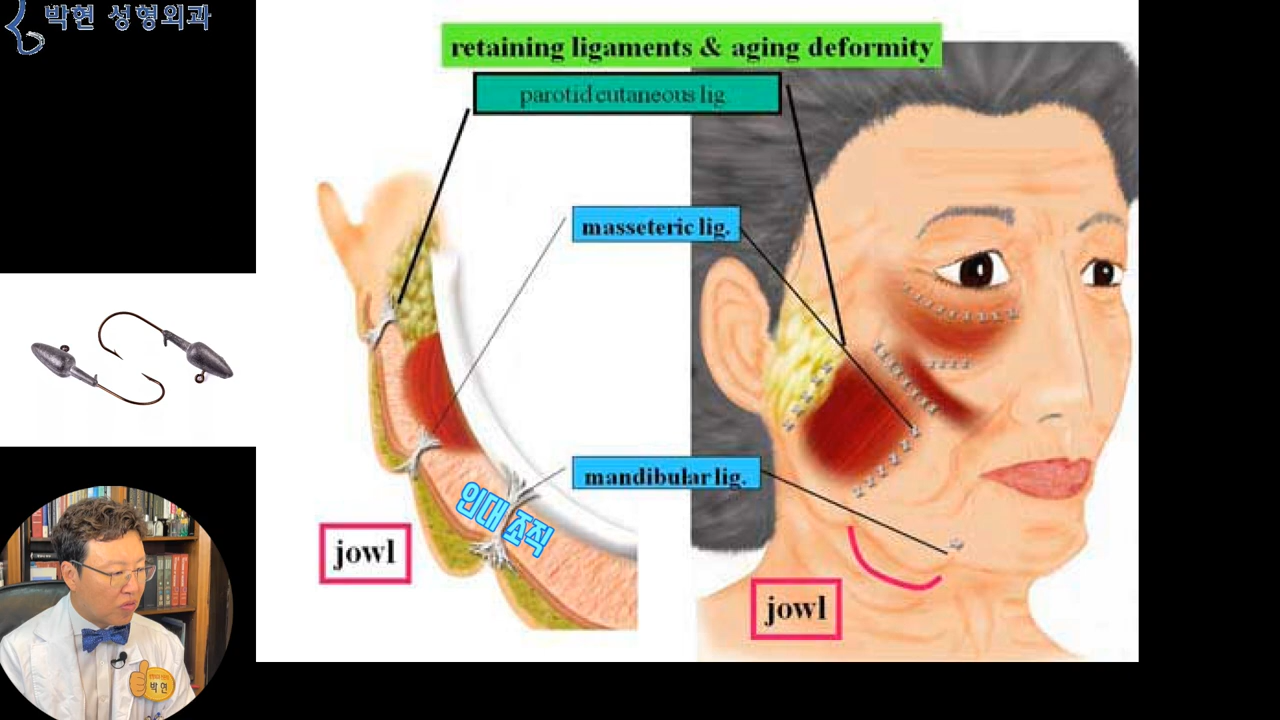 박현 성형외과
retaining ligaments & aging deformity
parotid cutaneous lig
masseteric lig.
mandibular lig.
인대 조직
jowl
jowl
박 현